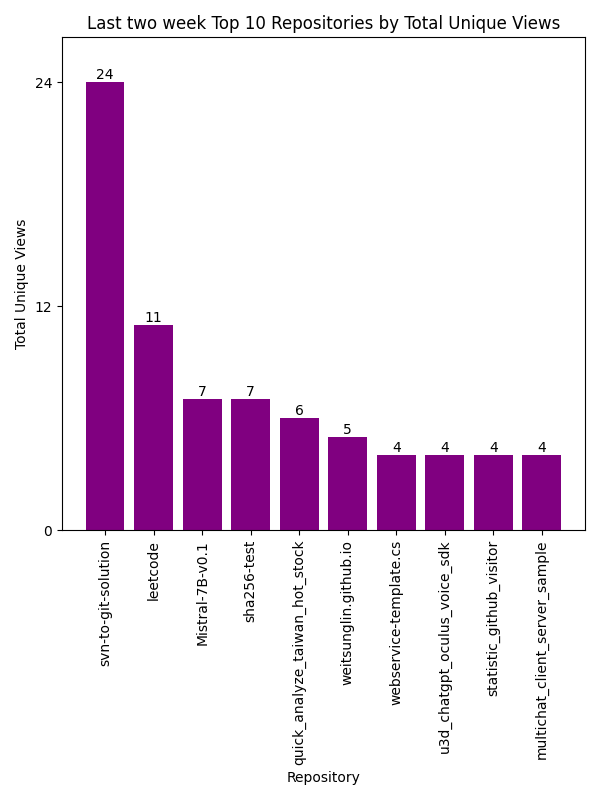 Last two week Top 10 Repositories by Total Unique Views
Total Unique Views
24
12
0
24
11
7
7
6
5
4
4
4
4
svn-to-git-solution
leetcode
Mistral-7B-v0.1
sha256-test
quick_analyze_taiwan_hot_stock
weitsunglin.github.io
webservice-template.cs
u3d_chatgpt_oculus_voice_sdk
statistic_github_visitor
multichat_client_server_sample
Repository